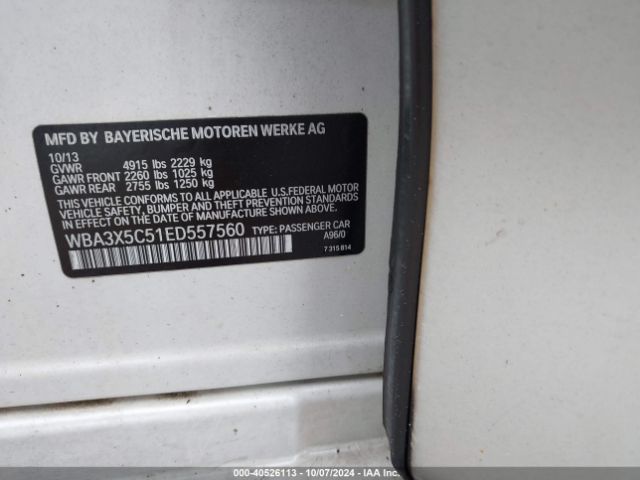 MFD BY BAYERISCHE MOTOREN WERKE AG
10/13
GVWR 4915 lbs 2229 kg
GAWR FRONT 2260 lbs 1025 kg
GAWR REAR 2755 lbs 1250 kg
THIS VEHICLE CONFORMS TO ALL APPLICABLE U.S.FEDERAL MOTOR
VEHICLE SAFETY, BUMPER AND THEFT PREVENTION STANDARDS
IN EFFECT ON THE DATE OF MANUFACTURE SHOWN ABOVE.
WBA3X5C51ED557560 TYPE: PASSENGER CAR
A96/0
7 315 814
000-40526113 - 10/07/2024 - IAA Inc.